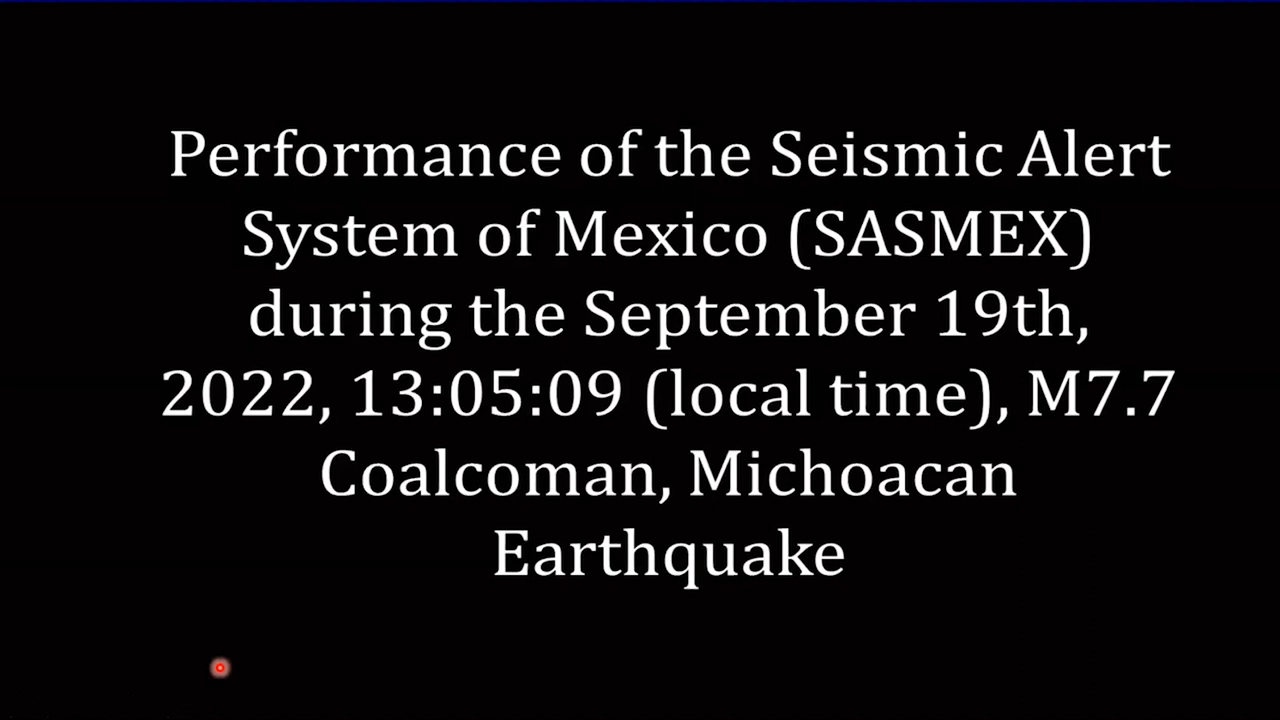 Performance of the Seismic Alert
System of Mexico (SASMEX)
during the September 19th,
2022, 13:05:09 (local time), M7.7
Coalcoman, Michoacan
Earthquake